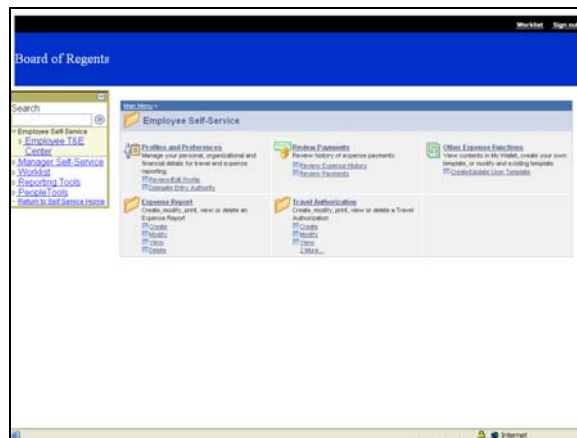 Worklist Sign out
Board of Regents
Search
Employee Self-Service
Employee T&E
Center
Manager Self-Service
Worklist
Reporting Tools
PeopleTools
Return to Self Service Home
Main Menu >
Employee Self-Service
Profiles and Preferences
Manage your personal, organizational and
financial details for travel and expense
reporting.
Review/Edit Profile
Delegate Entry Authority
Review Payments
Review history of expense payments
Review Expense History
Review Payments
Other Expense Functions
View contents in My Wallet, create your own
template, or modify and existing template
Create/Update User Template
Expense Report
Create, modify, print, view or delete an
Expense Report
Create
Modify
View
Delete
Travel Authorization
Create, modify, print, view or delete a Travel
Authorization
Create
Modify
View
2 More...
Internet